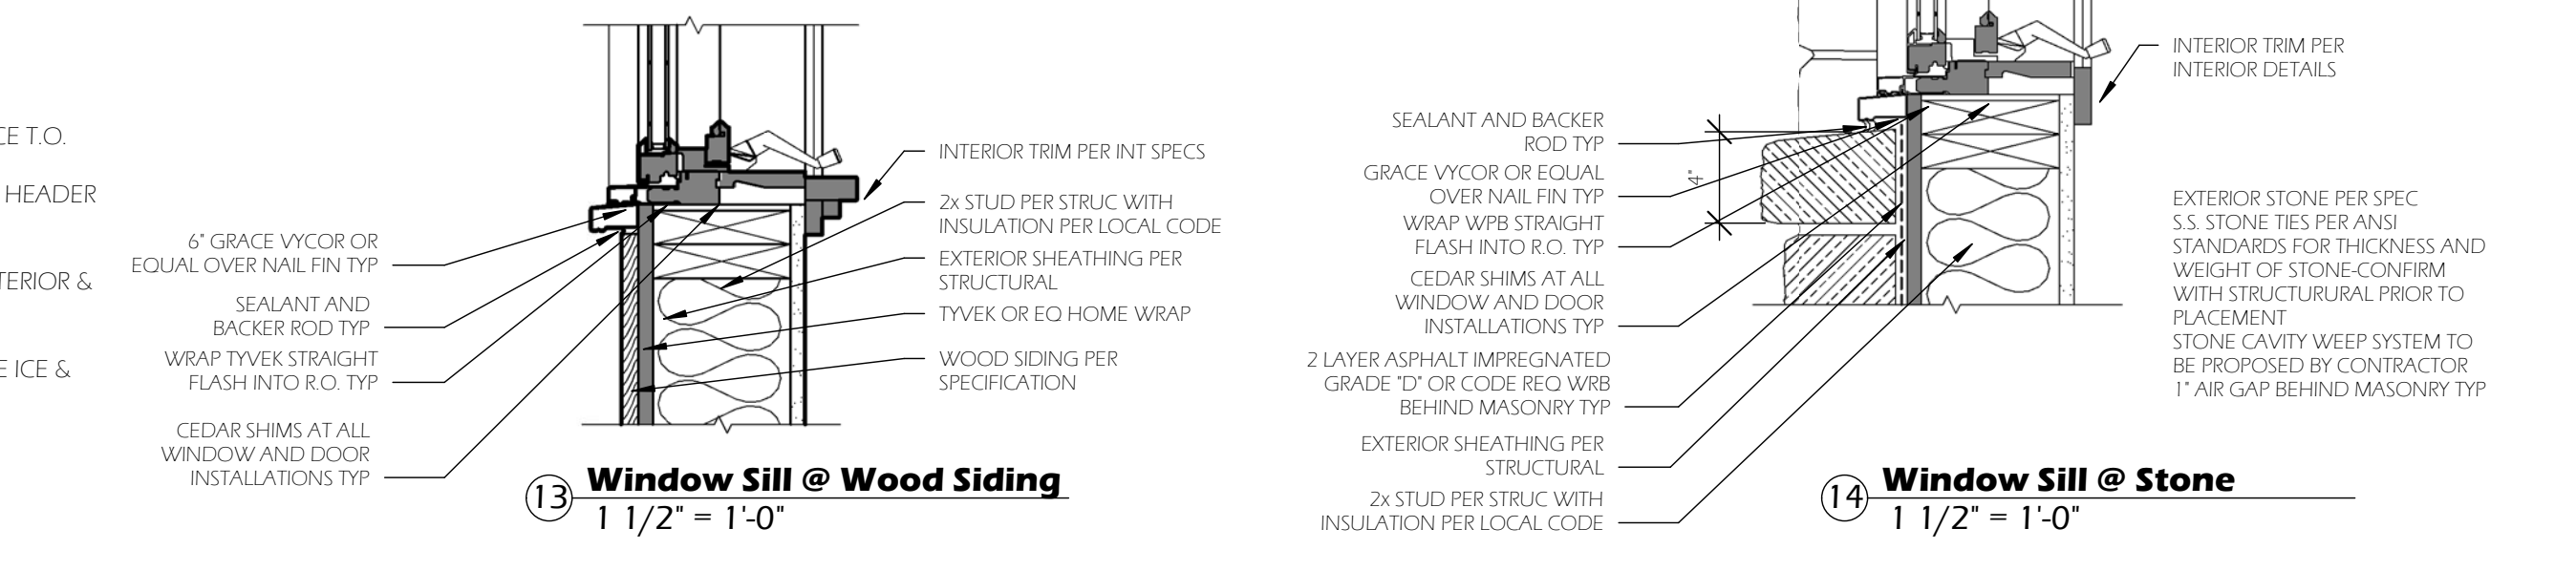 CE T.O.
HEADER
TERIOR &
E ICE &
6" GRACE VYCOR OR
EQUAL OVER NAIL FIN TYP
SEALANT AND
BACKER ROD TYP
WRAP TYVEK STRAIGHT
FLASH INTO R.O. TYP
CEDAR SHIMS AT ALL
WINDOW AND DOOR
INSTALLATIONS TYP
INTERIOR TRIM PER INT SPECS
2x STUD PER STRUC WITH
INSULATION PER LOCAL CODE
EXTERIOR SHEATHING PER
STRUCTURAL
TYVEK OR EQ HOME WRAP
WOOD SIDING PER
SPECIFICATION
13 Window Sill @ Wood Siding
1 1/2" = 1'-0"
SEALANT AND BACKER
ROD TYP
GRACE VYCOR OR EQUAL
OVER NAIL FIN TYP
WRAP WPB STRAIGHT
FLASH INTO R.O. TYP
CEDAR SHIMS AT ALL
WINDOW AND DOOR
INSTALLATIONS TYP
2 LAYER ASPHALT IMPREGNATED
GRADE "D" OR CODE REQ WRB
BEHIND MASONRY TYP
EXTERIOR SHEATHING PER
STRUCTURAL
2x STUD PER STRUC WITH
INSULATION PER LOCAL CODE
4"
INTERIOR TRIM PER
INTERIOR DETAILS
EXTERIOR STONE PER SPEC
S.S. STONE TIES PER ANSI
STANDARDS FOR THICKNESS AND
WEIGHT OF STONE-CONFIRM
WITH STRUCTURURAL PRIOR TO
PLACEMENT
STONE CAVITY WEEP SYSTEM TO
BE PROPOSED BY CONTRACTOR
1" AIR GAP BEHIND MASONRY TYP
14 Window Sill @ Stone
1 1/2" = 1'-0"